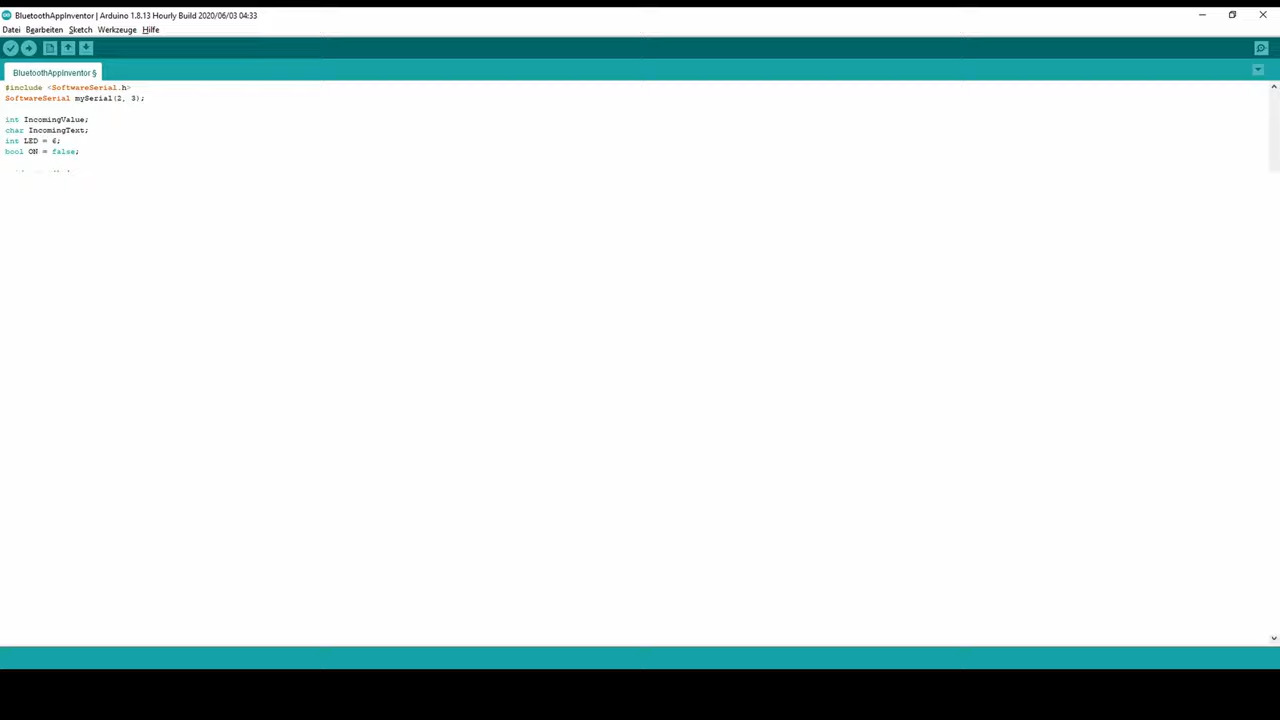 BluetoothAppInventor | Arduino 1.8.13 Hourly Build 2020/06/03 04:33
Datei Bearbeiten Sketch Werkzeuge Hilfe
BluetoothAppInventor §
#include <SoftwareSerial.h>
SoftwareSerial mySerial(2, 3);
int IncomingValue;
char IncomingText;
int LED = 6;
bool ON = false;